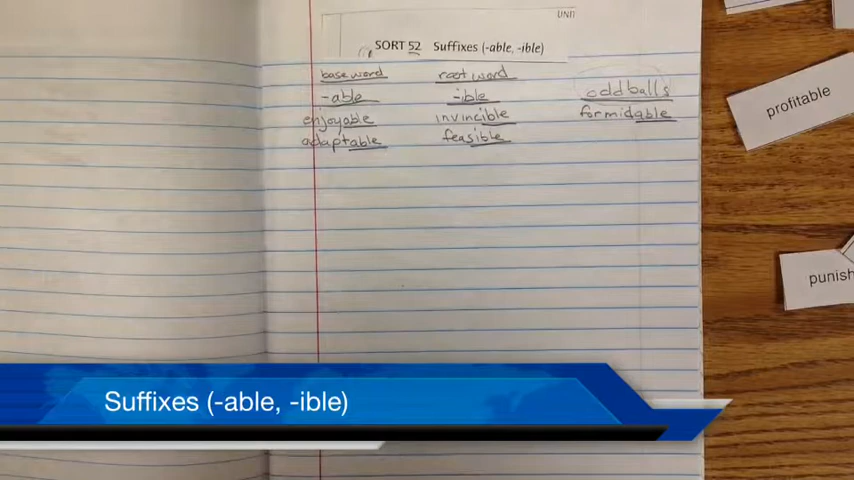 UNIT
SORT 52 Suffixes (-able, -ible)
base word root word
-able -ible oddballs
enjoyable invincible formidable
adaptable feasible
profitable
punish
Suffixes (-able, -ible)